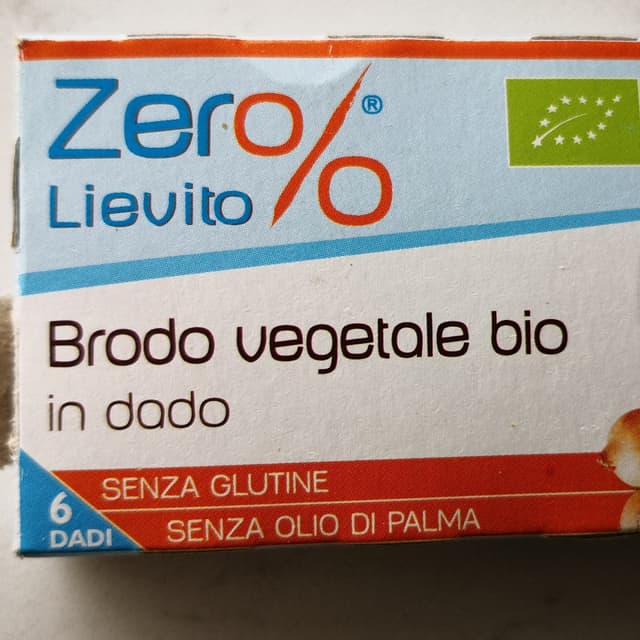 Zero%®
Lievito
Brodo vegetale bio
in dado
SENZA GLUTINE
6
DADI
SENZA OLIO DI PALMA